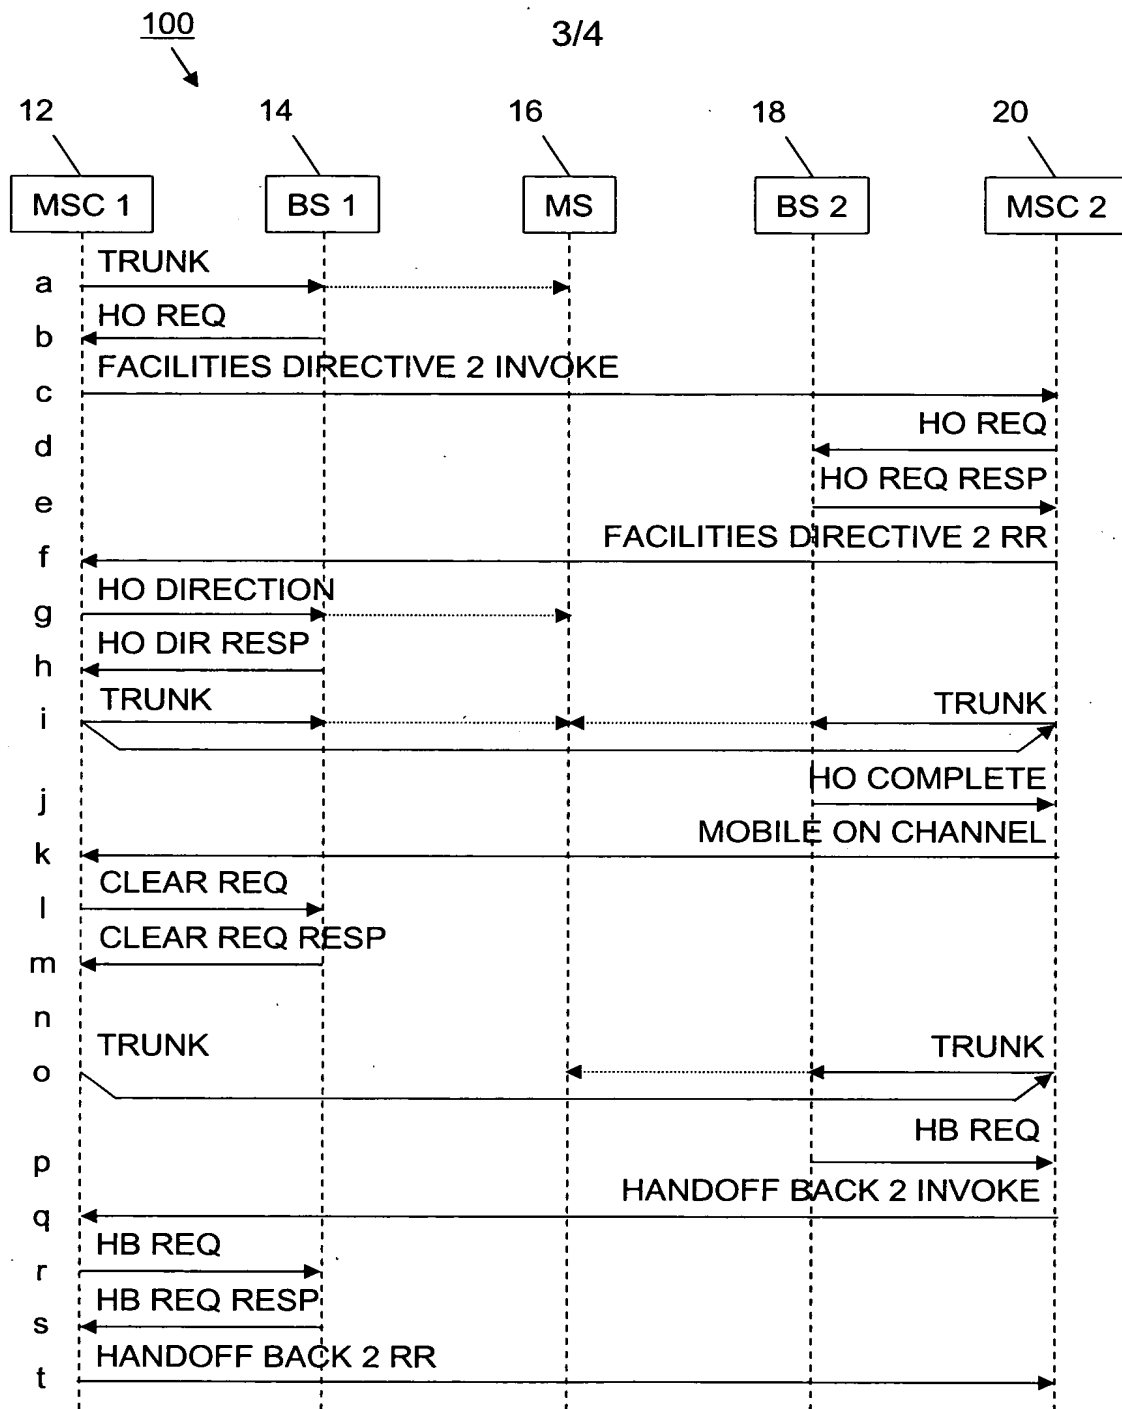 100
3/4
12 14 16 18 20
MSC 1 BS 1 MS BS 2 MSC 2
TRUNK
a
HO REQ
b
FACILITIES DIRECTIVE 2 INVOKE
c
HO REQ
d
HO REQ RESP
e
FACILITIES DIRECTIVE 2 RR
f
HO DIRECTION
g
HO DIR RESP
h
TRUNK TRUNK
i
HO COMPLETE
j
MOBILE ON CHANNEL
k
CLEAR REQ
l
CLEAR REQ RESP
m
n
TRUNK TRUNK
o
HB REQ
p
HANDOFF BACK 2 INVOKE
q
HB REQ
r
HB REQ RESP
s
HANDOFF BACK 2 RR
t